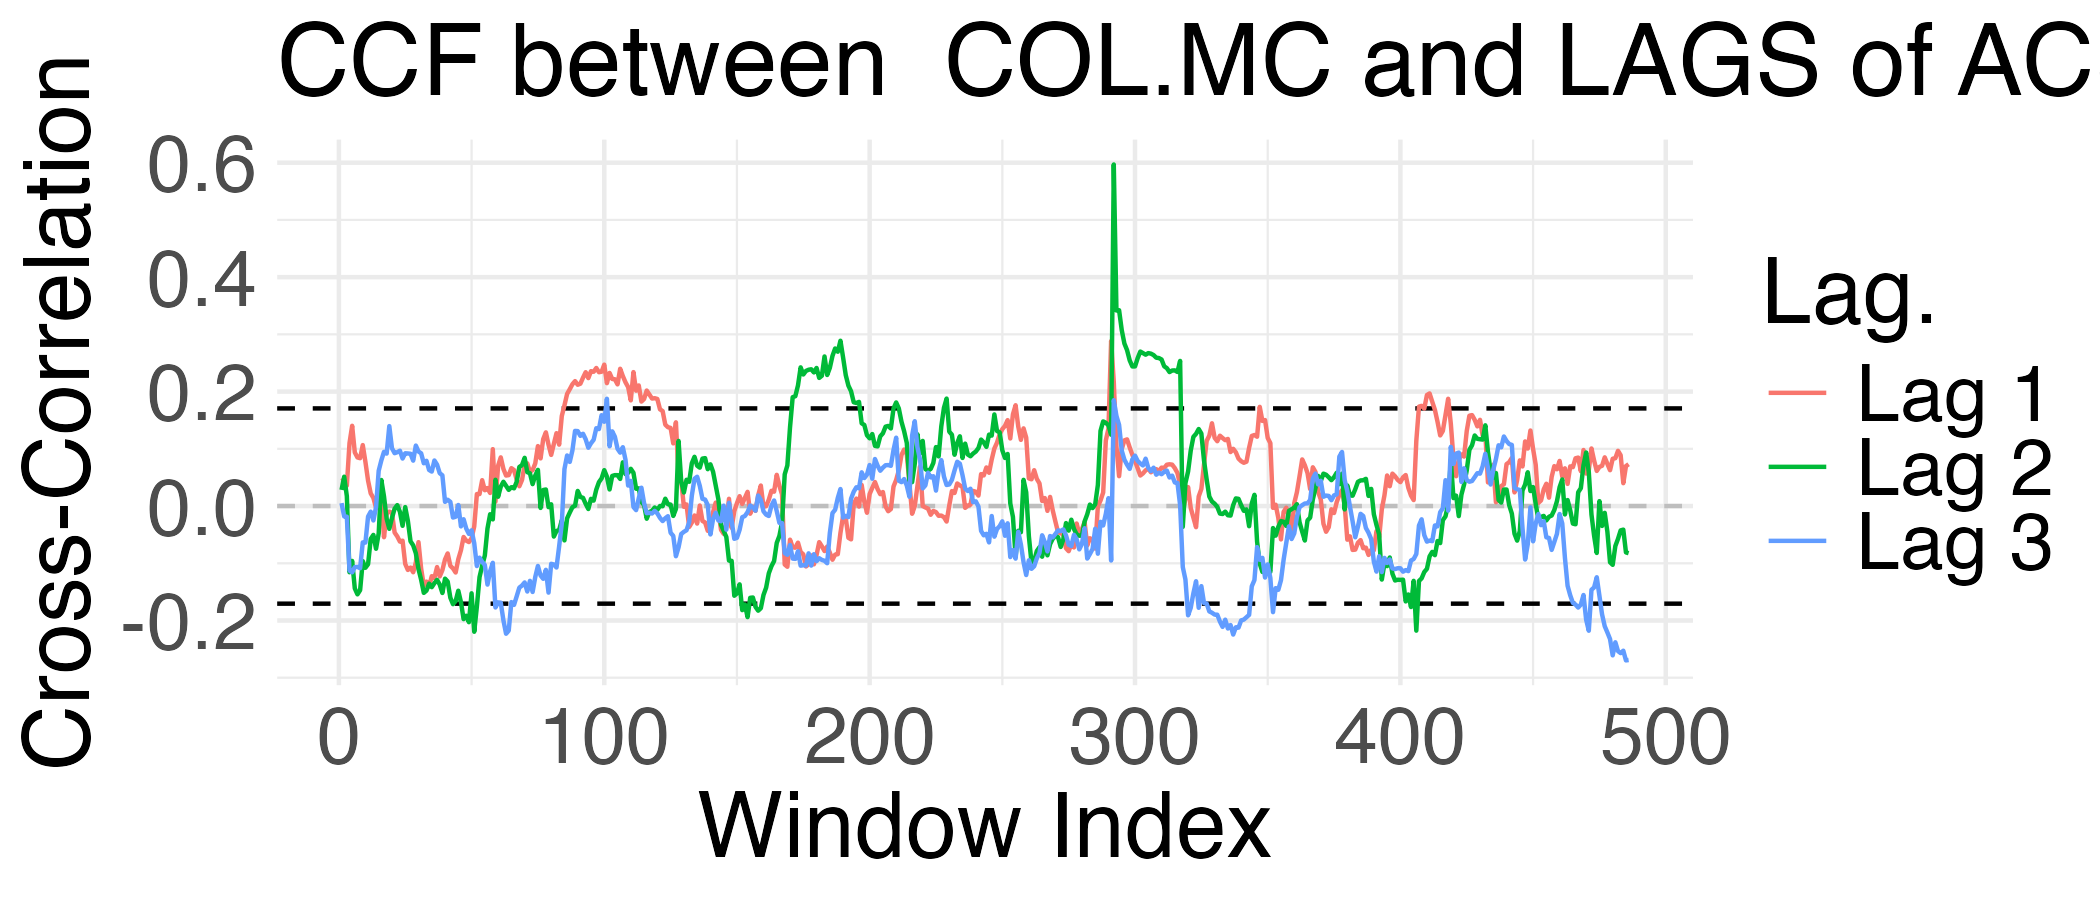 CCF between  COL.MC and LAGS of AC
Cross-Correlation
0.6
0.4
0.2
0.0
-0.2
0 100 200 300 400 500
Window Index
Lag.
Lag 1
Lag 2
Lag 3